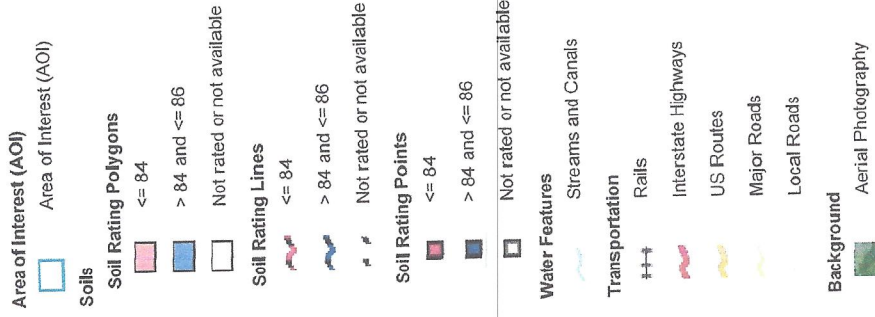 Area of Interest (AOI)
Area of Interest (AOI)
Soils
Soil Rating Polygons
<= 84
> 84 and <= 86
Not rated or not available
Soil Rating Lines
<= 84
> 84 and <= 86
Not rated or not available
Soil Rating Points
<= 84
> 84 and <= 86
Not rated or not available
Water Features
Streams and Canals
Transportation
Rails
Interstate Highways
US Routes
Major Roads
Local Roads
Background
Aerial Photography